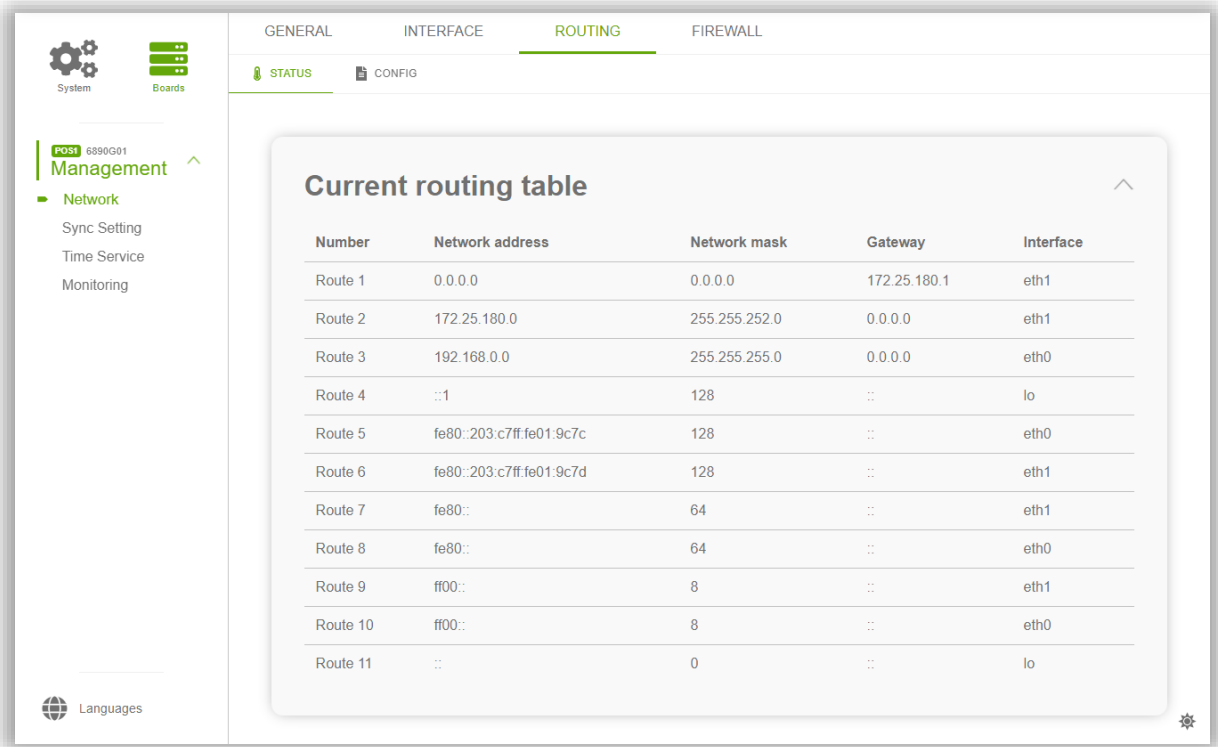 GENERAL INTERFACE ROUTING FIREWALL
System Boards
STATUS CONFIG
POS1 6890G01
Management
Network
Sync Setting
Time Service
Monitoring
Languages
Current routing table
Number Network address Network mask Gateway Interface
Route 1 0.0.0.0 0.0.0.0 172.25.180.1 eth1
Route 2 172.25.180.0 255.255.252.0 0.0.0.0 eth1
Route 3 192.168.0.0 255.255.255.0 0.0.0.0 eth0
Route 4 ::1 128 :: lo
Route 5 fe80::203:c7ff:fe01:9c7c 128 :: eth0
Route 6 fe80::203:c7ff:fe01:9c7d 128 :: eth1
Route 7 fe80:: 64 :: eth1
Route 8 fe80:: 64 :: eth0
Route 9 ff00:: 8 :: eth1
Route 10 ff00:: 8 :: eth0
Route 11 :: 0 :: lo